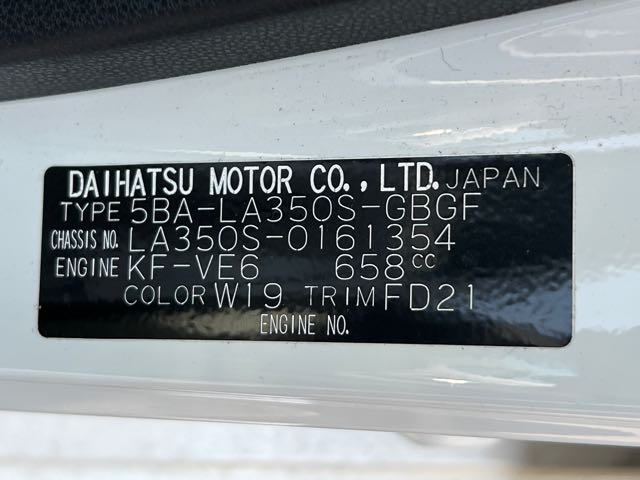 DAIHATSU MOTOR CO., LTD. JAPAN
TYPE 5BA-LA350S-GBGF
CHASSIS NO. LA350S-0161354
ENGINE KF-VE6 658CC
COLOR W19 TRIM FD21
ENGINE NO.